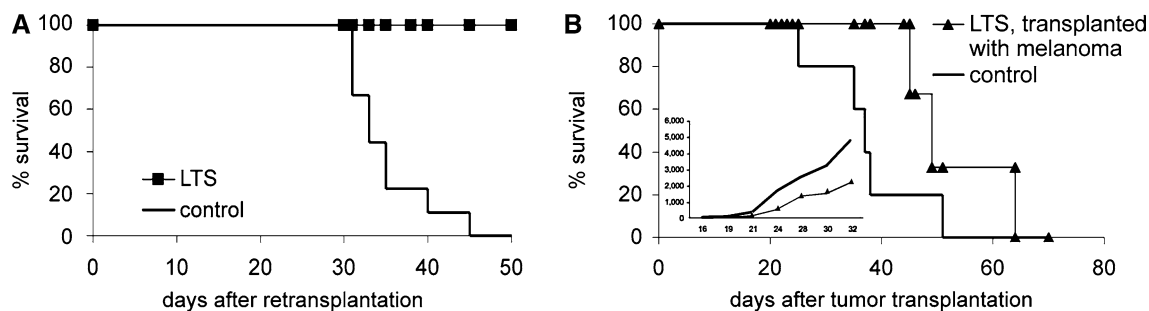 A
100
80
60
40
20
0
% survival
LTS
control
0 10 20 30 40 50
days after retransplantation
B
100
80
60
40
20
0
% survival
LTS, transplanted
with melanoma
control
6,000
5,000
4,000
3,000
2,000
1,000
0
16 19 21 24 28 30 32
0 20 40 60 80
days after tumor transplantation